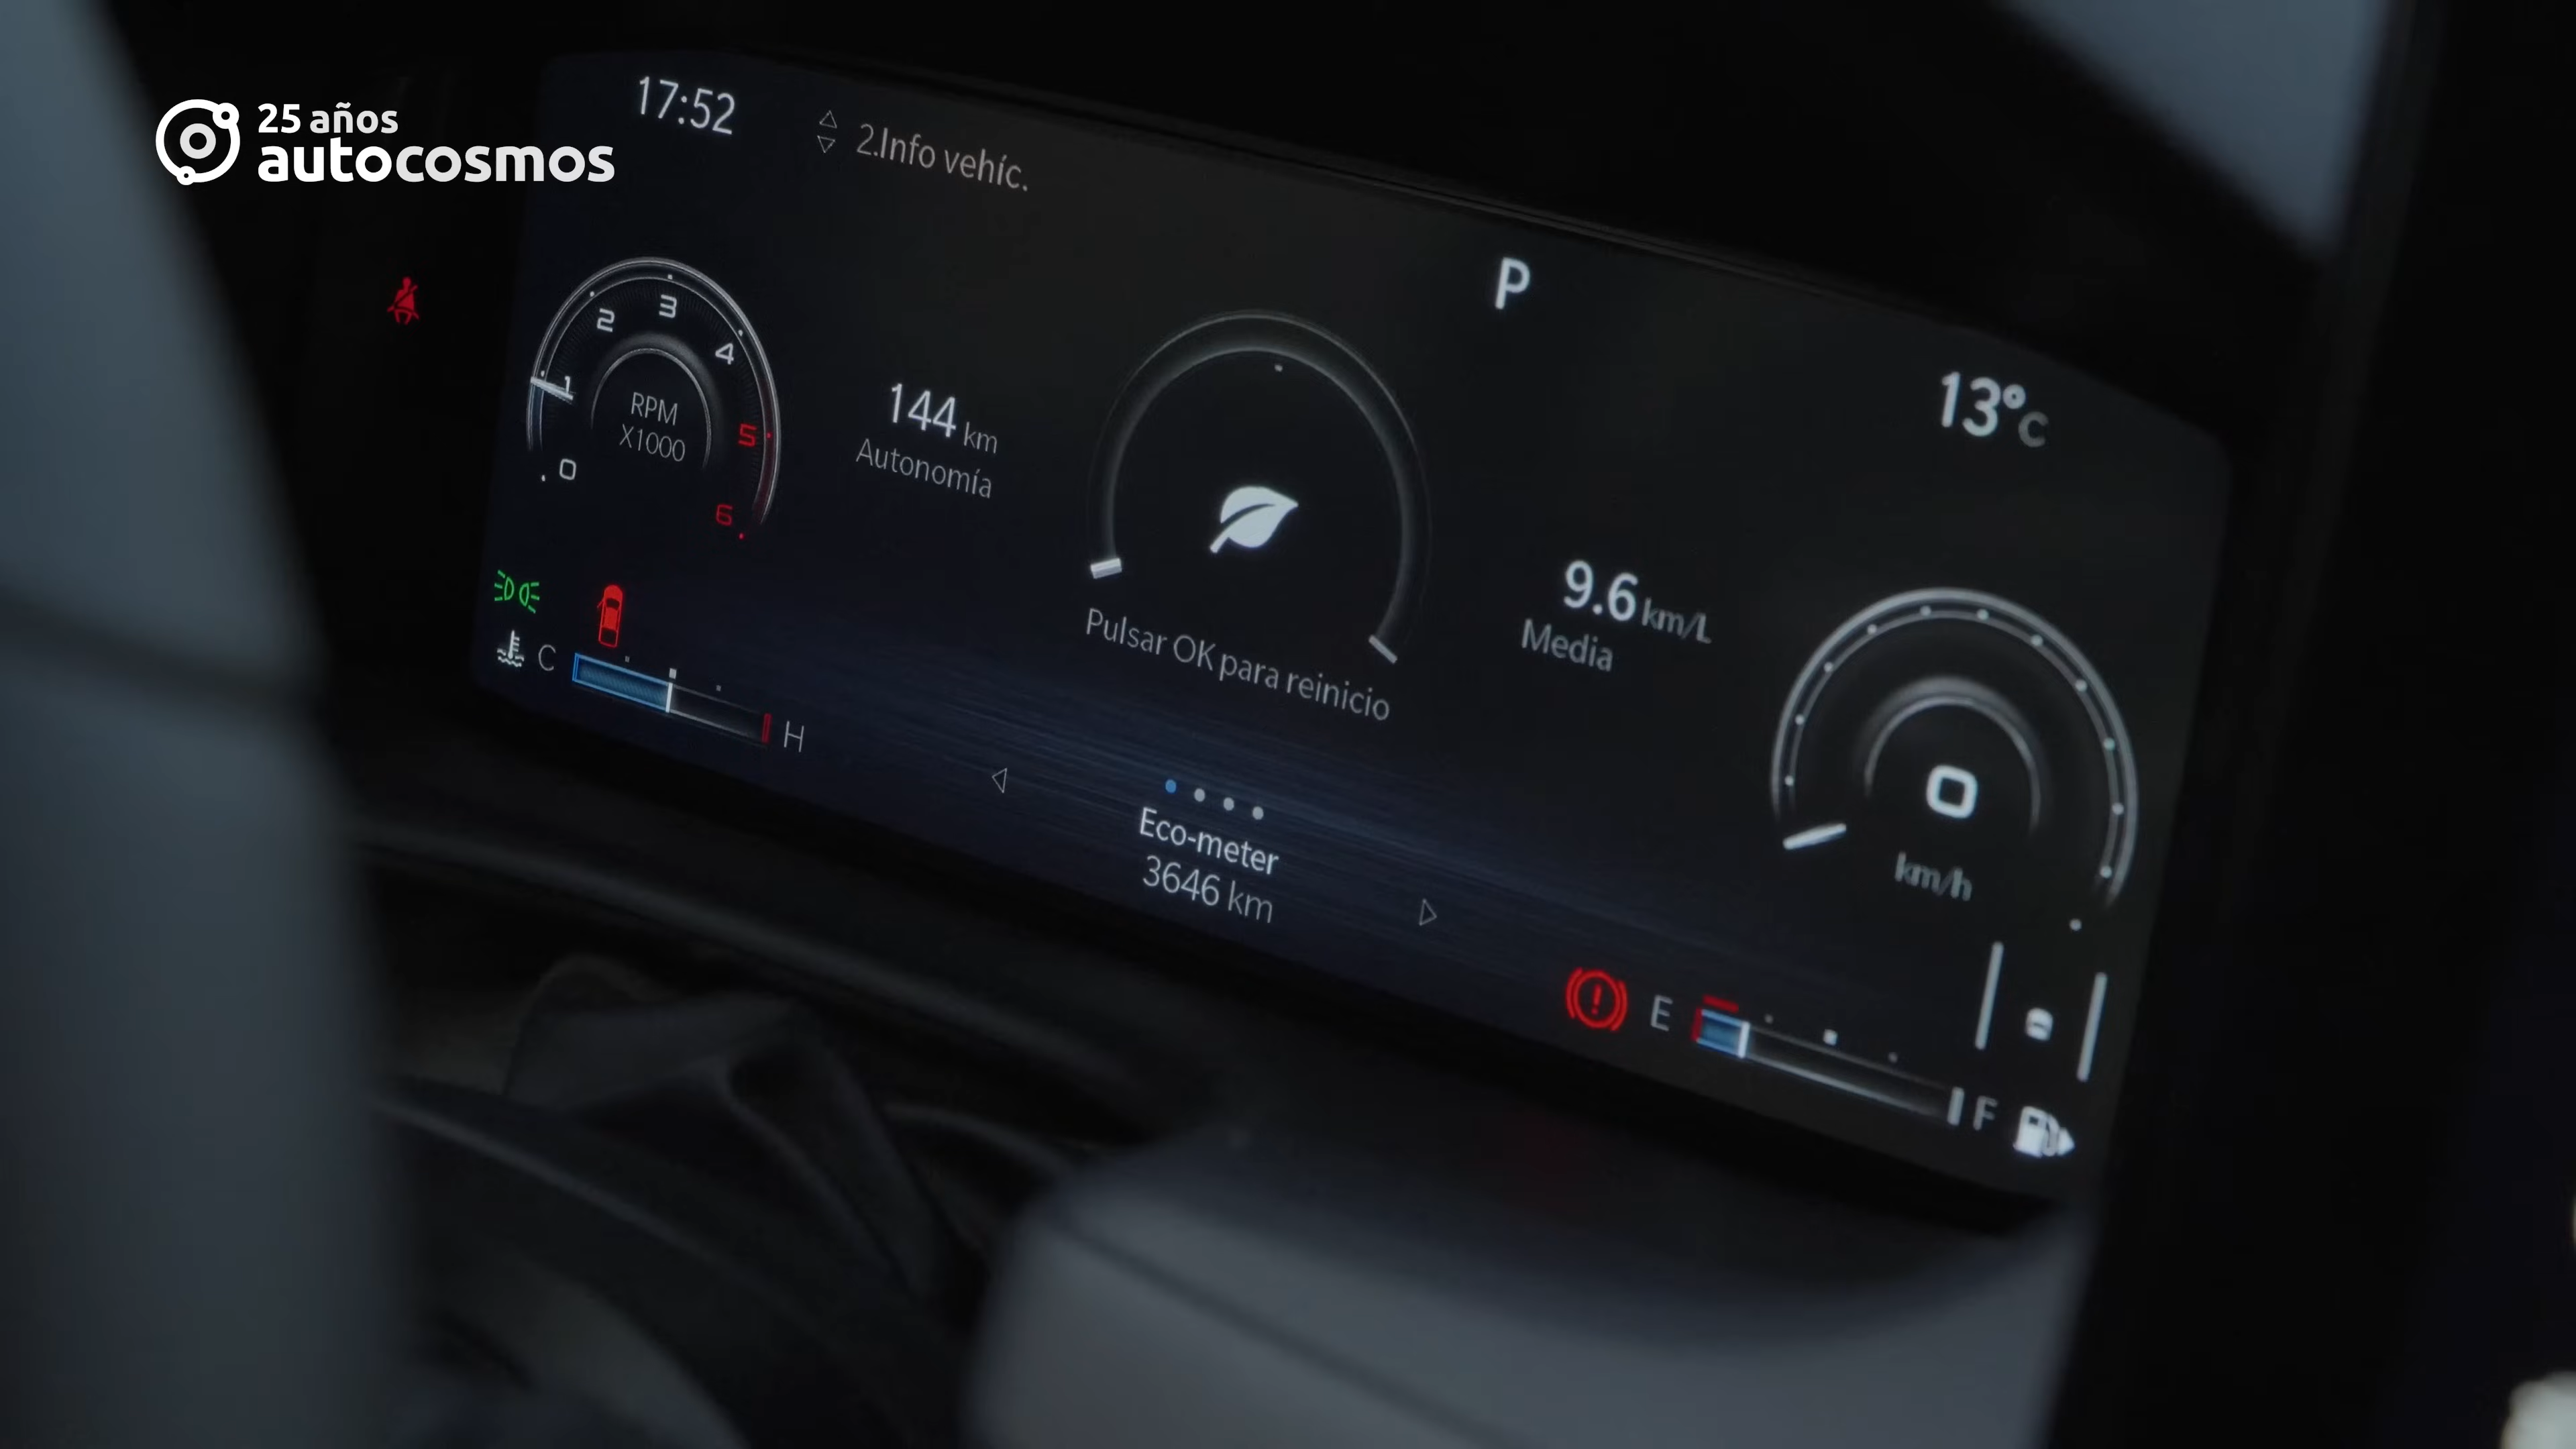 25 años
autocosmos
17:52
2.Info vehíc.
P
13°C
1
2
3
4
5
6
0
RPM
X1000
144 km
Autonomía
9.6 km/L
Media
Pulsar OK para reinicio
0
km/h
C
H
Eco-meter
3646 km
E
F